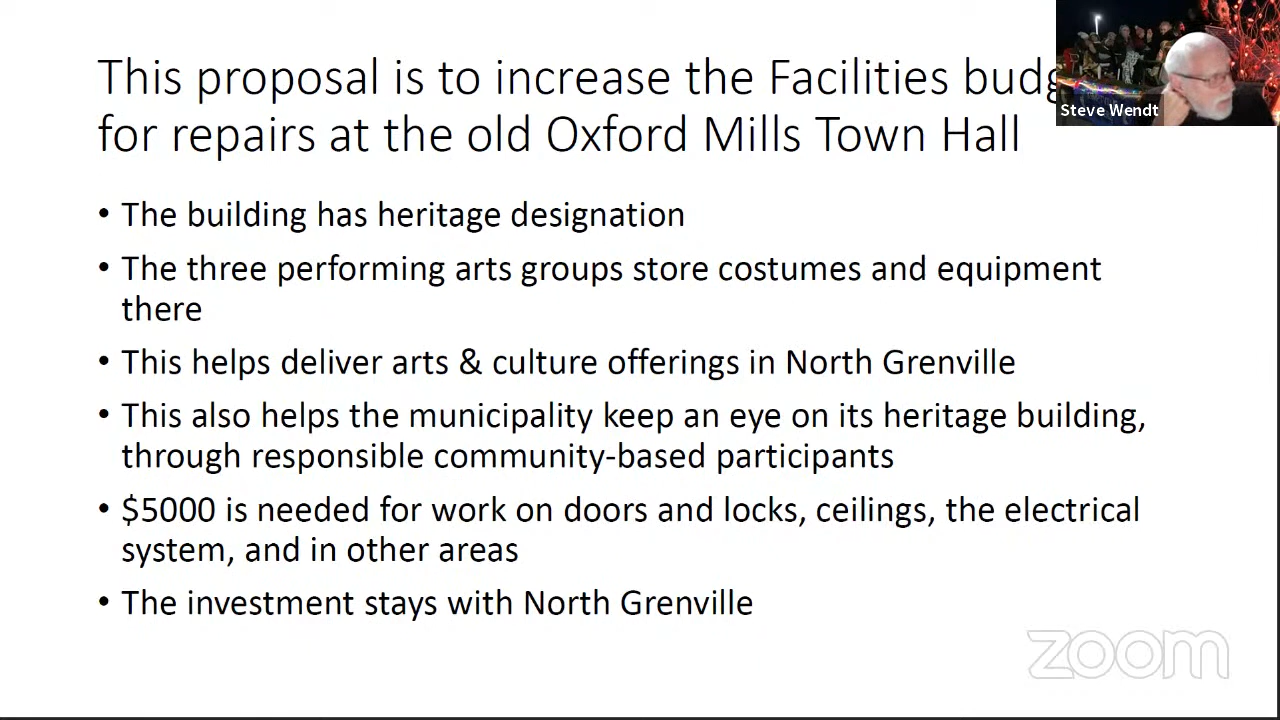 This proposal is to increase the Facilities
for repairs at the old Oxford Mills Town Hall
Steve Wendt
• The building has heritage designation
• The three performing arts groups store costumes and equipment
there
• This helps deliver arts & culture offerings in North Grenville
• This also helps the municipality keep an eye on its heritage building,
through responsible community-based participants
• $5000 is needed for work on doors and locks, ceilings, the electrical
system, and in other areas
• The investment stays with North Grenville
zoom